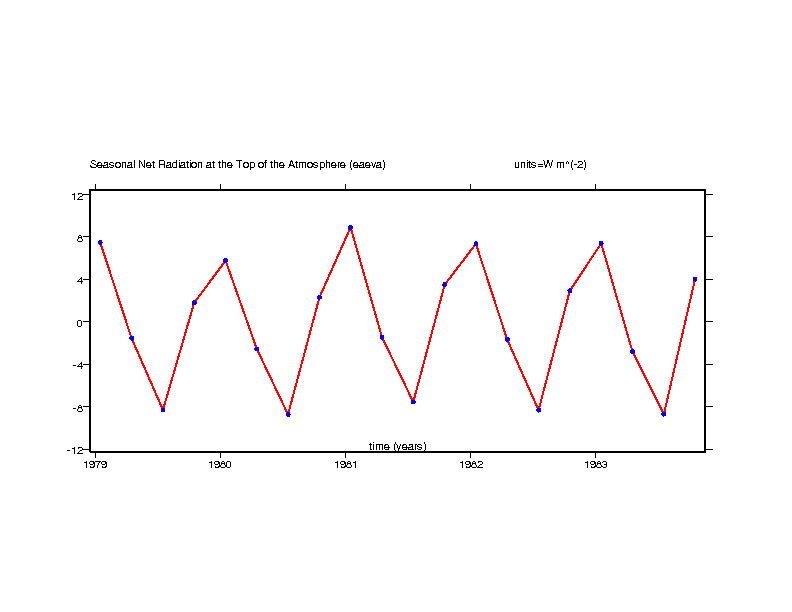 Seasonal Net Radiation at the Top of the Atmosphere (eaeva) units=W m^(-2)
12
8
4
0
-4
-8
-12
time (years)
1979 1980 1981 1982 1983